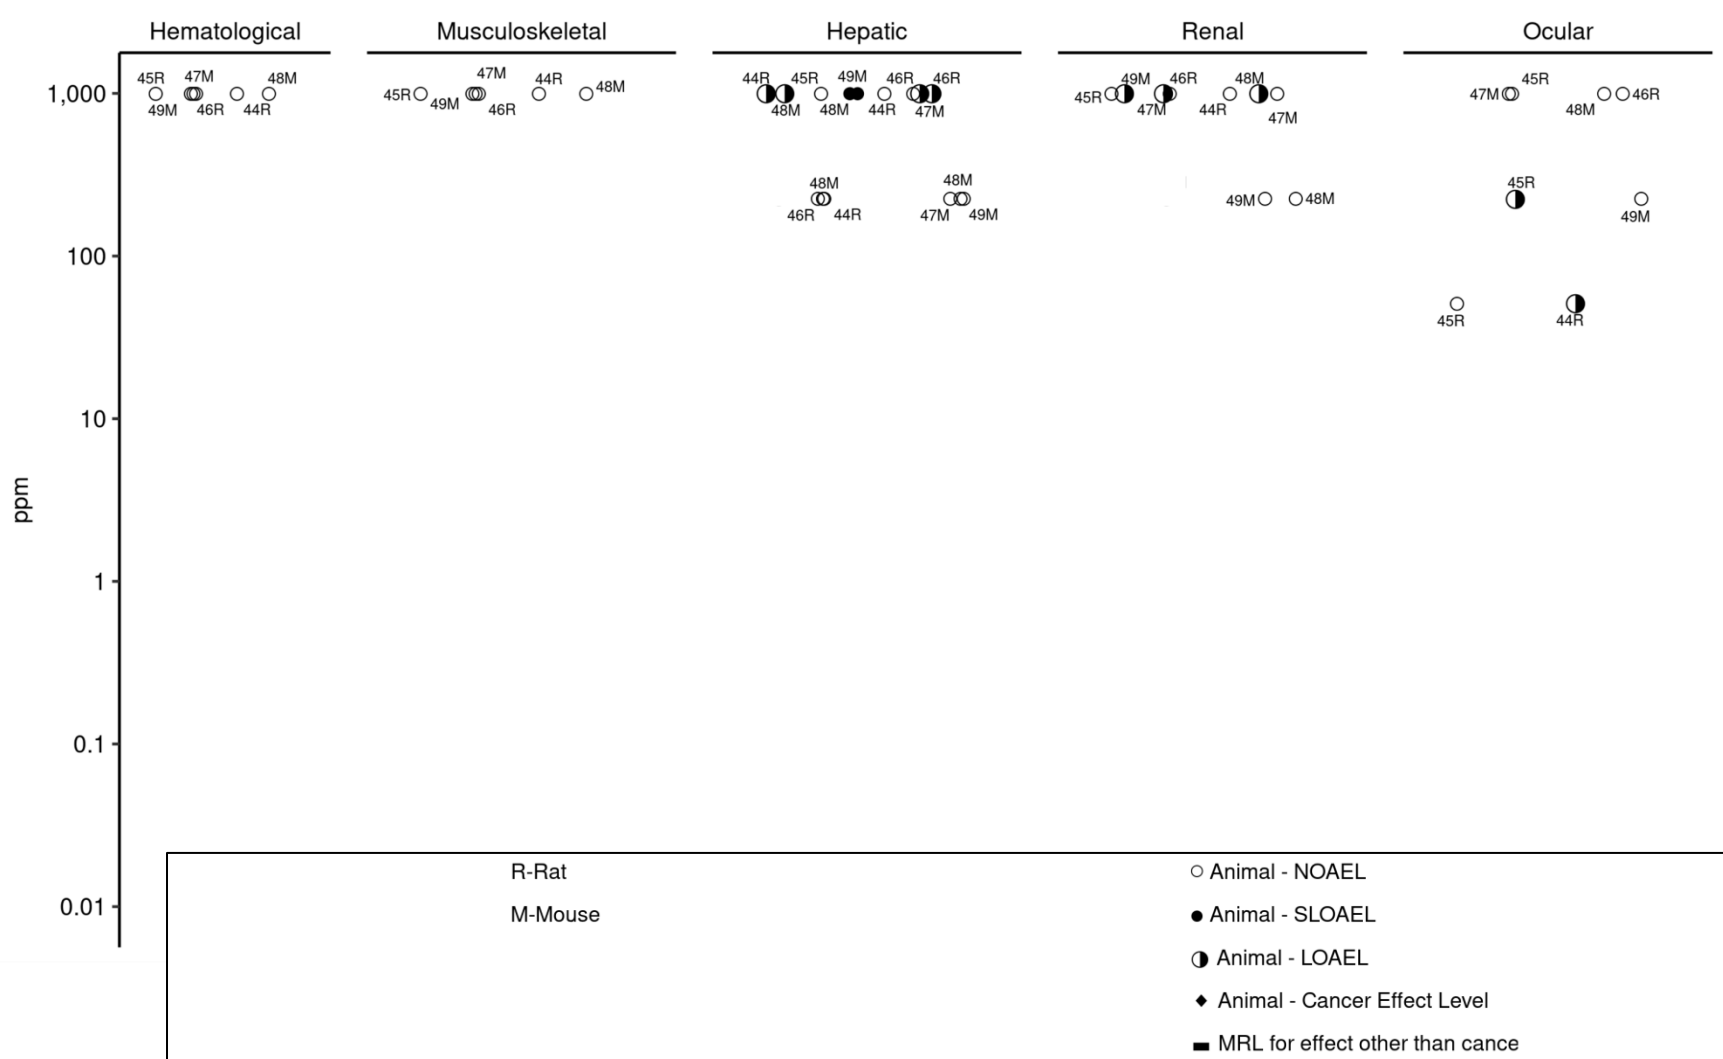 Hematological Musculoskeletal Hepatic Renal Ocular
45R 47M 48M 47M 44R 48M 44R 45R 49M 46R 46R 49M 46R 48M 45R
1,000 45R 45R 47M 46R
49M 46R 44R 49M 46R 48M 48M 44R 47M 47M 44R 47M 48M
48M 48M 45R
49M 48M
46R 44R 47M 49M 49M
100
45R 44R
10
ppm
1
0.1
0.01
R-Rat
M-Mouse
Animal - NOAEL
Animal - SLOAEL
Animal - LOAEL
Animal - Cancer Effect Level
MRL for effect other than cance